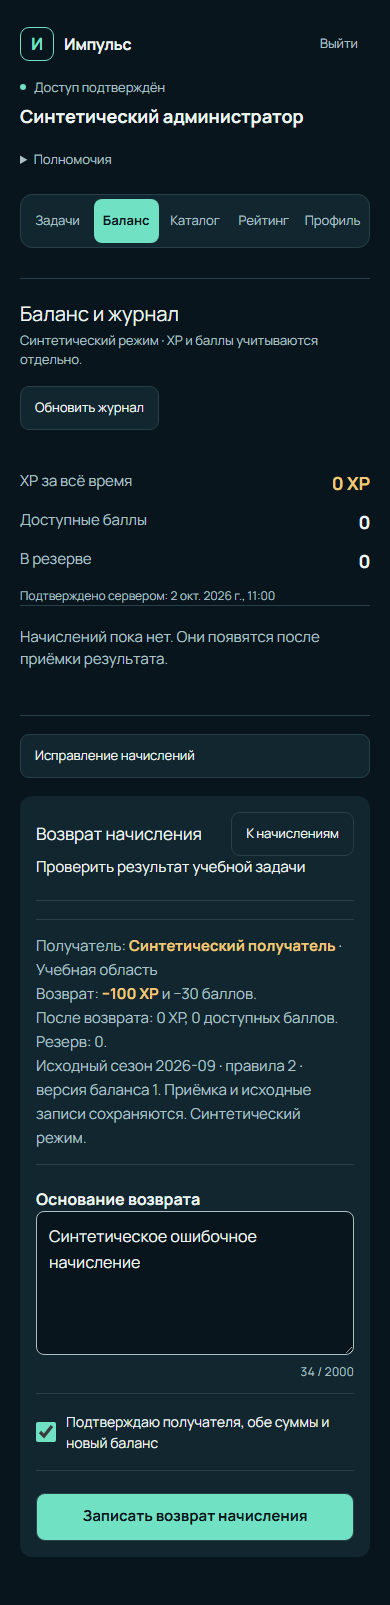 И Импульс Выйти
Доступ подтверждён
Синтетический администратор
Полномочия
Задачи Баланс Каталог Рейтинг Профиль
Баланс и журнал
Синтетический режим · XP и баллы учитываются
отдельно.
Обновить журнал
XP за всё время 0 XP
Доступные баллы 0
В резерве 0
Подтверждено сервером: 2 окт. 2026 г., 11:00
Начислений пока нет. Они появятся после
приёмки результата.
Исправление начислений
Возврат начисления К начислениям
Проверить результат учебной задачи
Получатель: Синтетический получатель ·
Учебная область
Возврат: −100 XP и −30 баллов.
После возврата: 0 XP, 0 доступных баллов.
Резерв: 0.
Исходный сезон 2026-09 · правила 2 ·
версия баланса 1. Приёмка и исходные
записи сохраняются. Синтетический
режим.
Основание возврата
Синтетическое ошибочное
начисление
34 / 2000
Подтверждаю получателя, обе суммы и
новый баланс
Записать возврат начисления